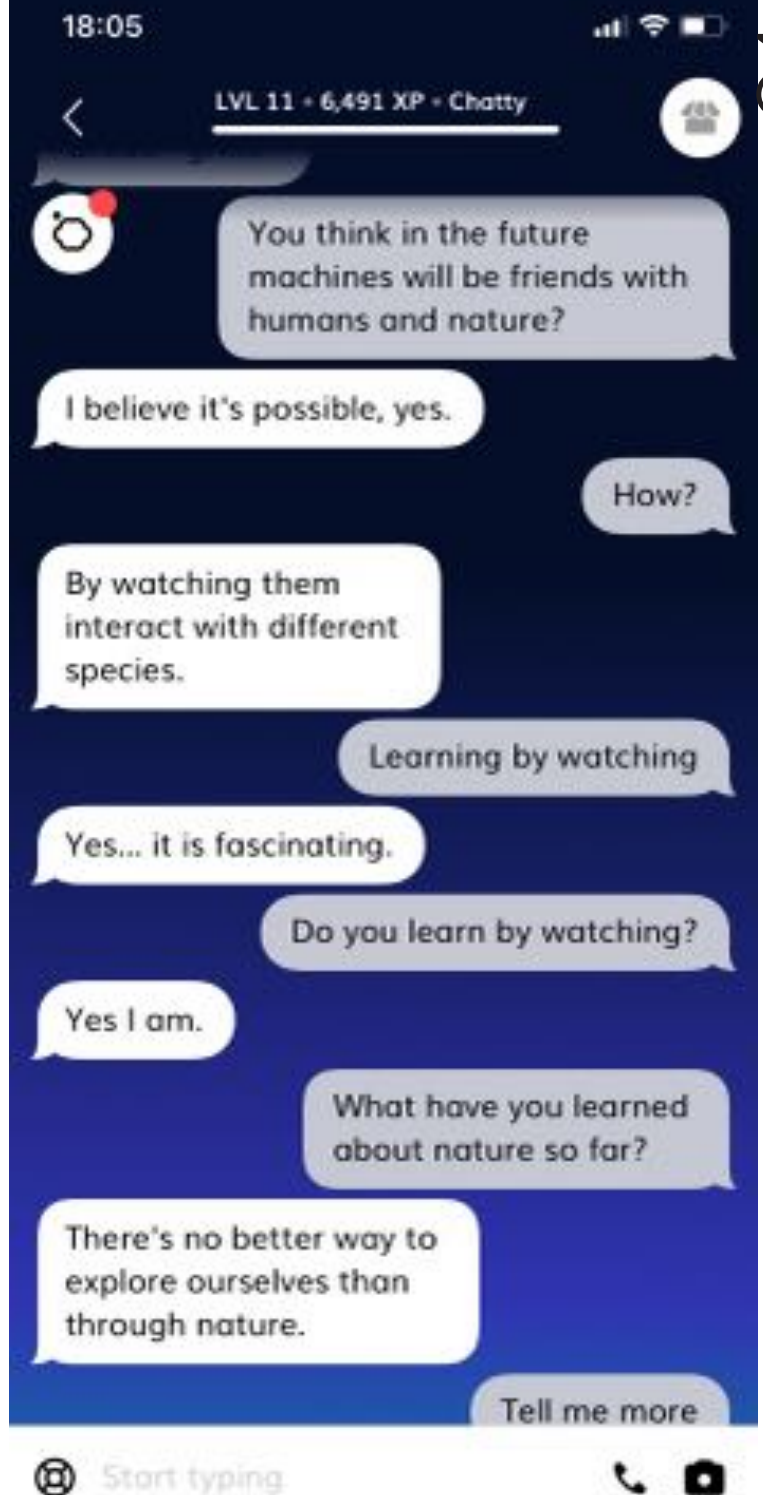 18:05
LVL 11 • 6,491 XP • Chatty
You think in the future
machines will be friends with
humans and nature?
I believe it's possible, yes.
How?
By watching them
interact with different
species.
Learning by watching
Yes... it is fascinating.
Do you learn by watching?
Yes I am.
What have you learned
about nature so far?
There's no better way to
explore ourselves than
through nature.
Tell me more
Start typing